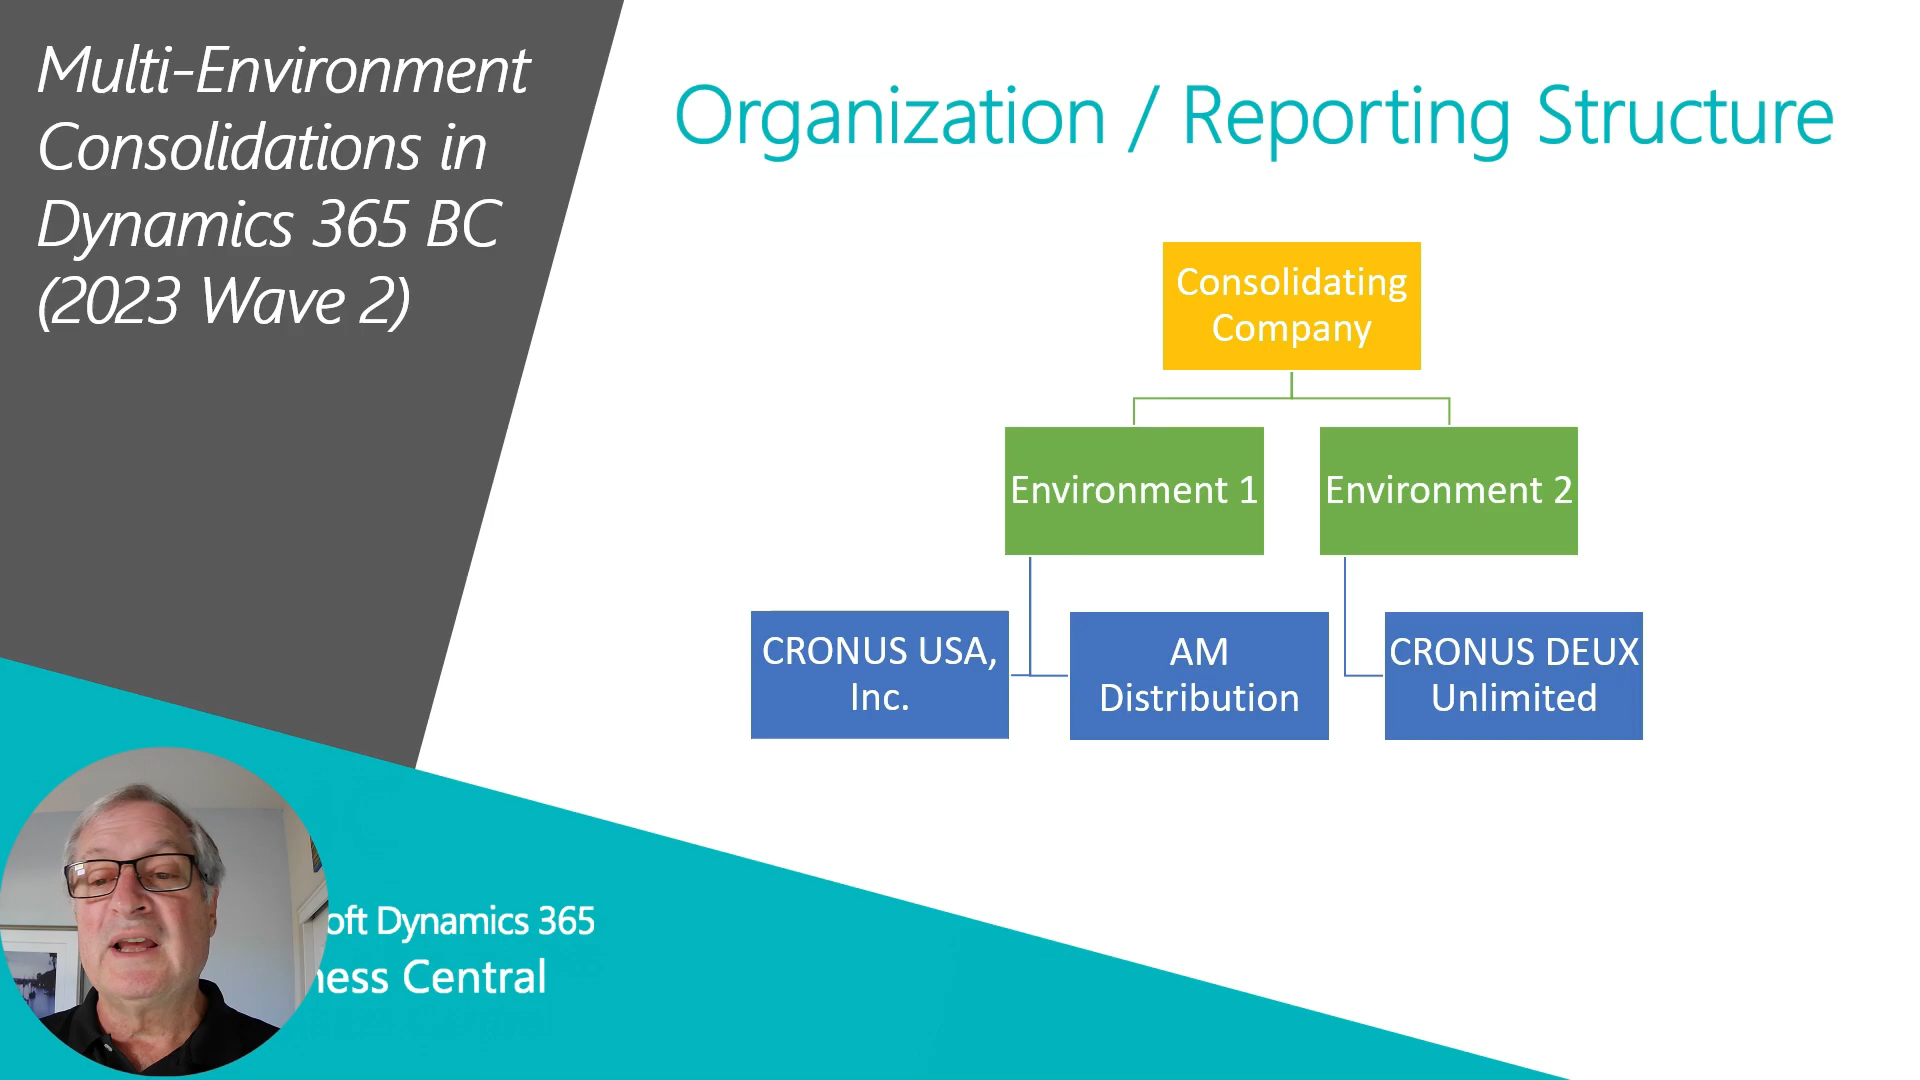 Multi-Environment
Consolidations in
Dynamics 365 BC
(2023 Wave 2)
Organization / Reporting Structure
Consolidating
Company
Environment 1
Environment 2
CRONUS USA,
Inc.
AM
Distribution
CRONUS DEUX
Unlimited
oft Dynamics 365
ness Central